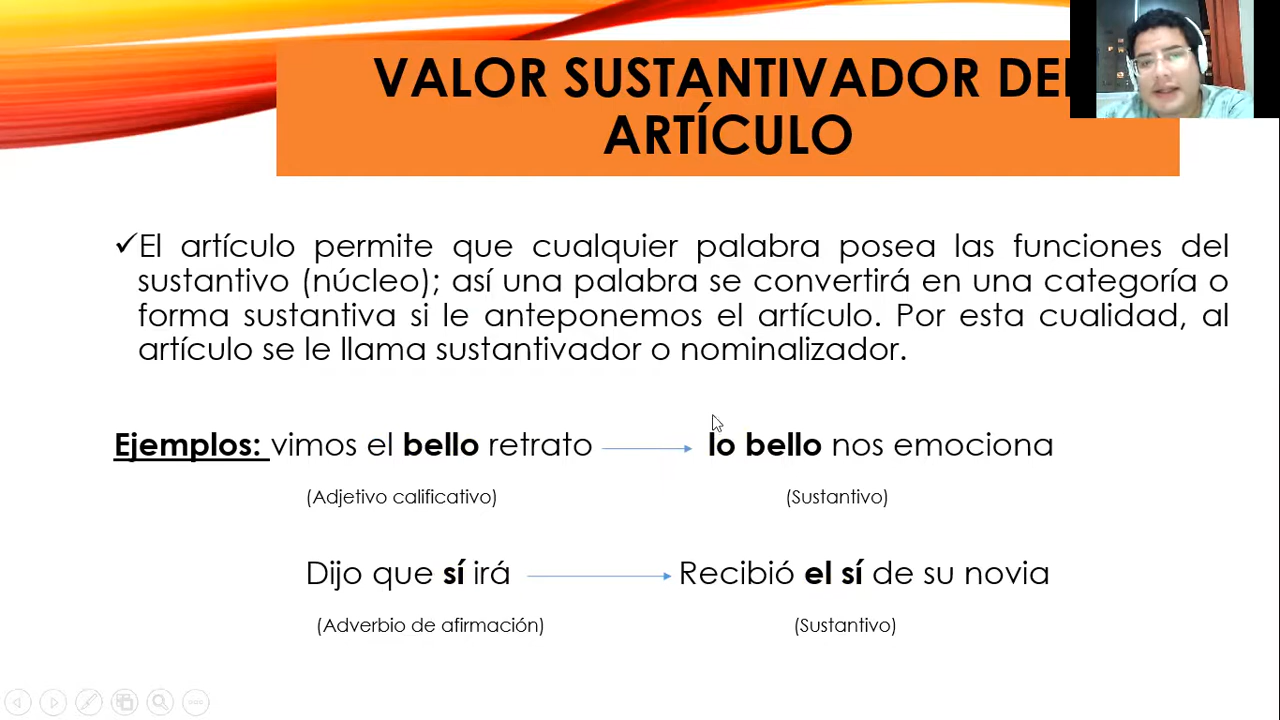 VALOR SUSTANTIVADOR DE
ARTÍCULO
✓El artículo permite que cualquier palabra posea las funciones del
sustantivo (núcleo); así una palabra se convertirá en una categoría o
forma sustantiva si le anteponemos el artículo. Por esta cualidad, al
artículo se le llama sustantivador o nominalizador.
Ejemplos: vimos el bello retrato lo bello nos emociona
(Adjetivo calificativo) (Sustantivo)
Dijo que sí irá Recibió el sí de su novia
(Adverbio de afirmación) (Sustantivo)